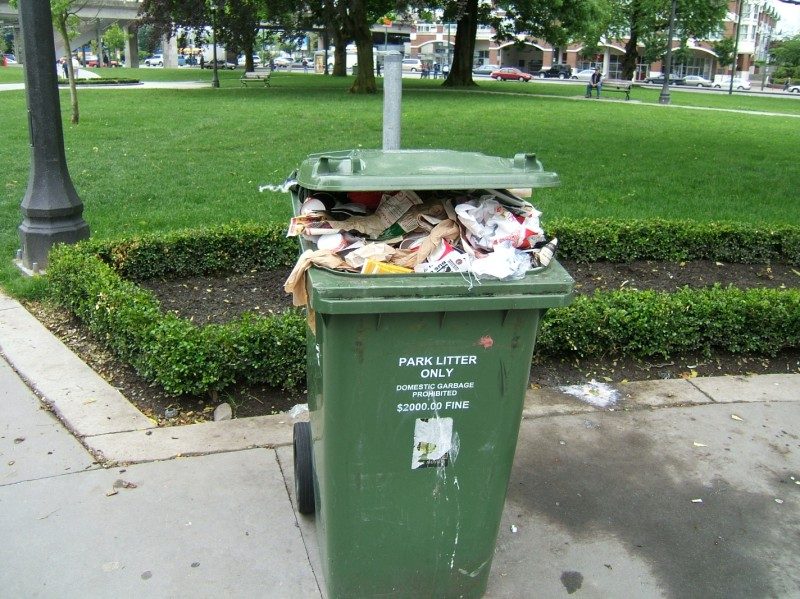 PARK LITTER
ONLY
DOMESTIC GARBAGE
PROHIBITED
$2000.00 FINE